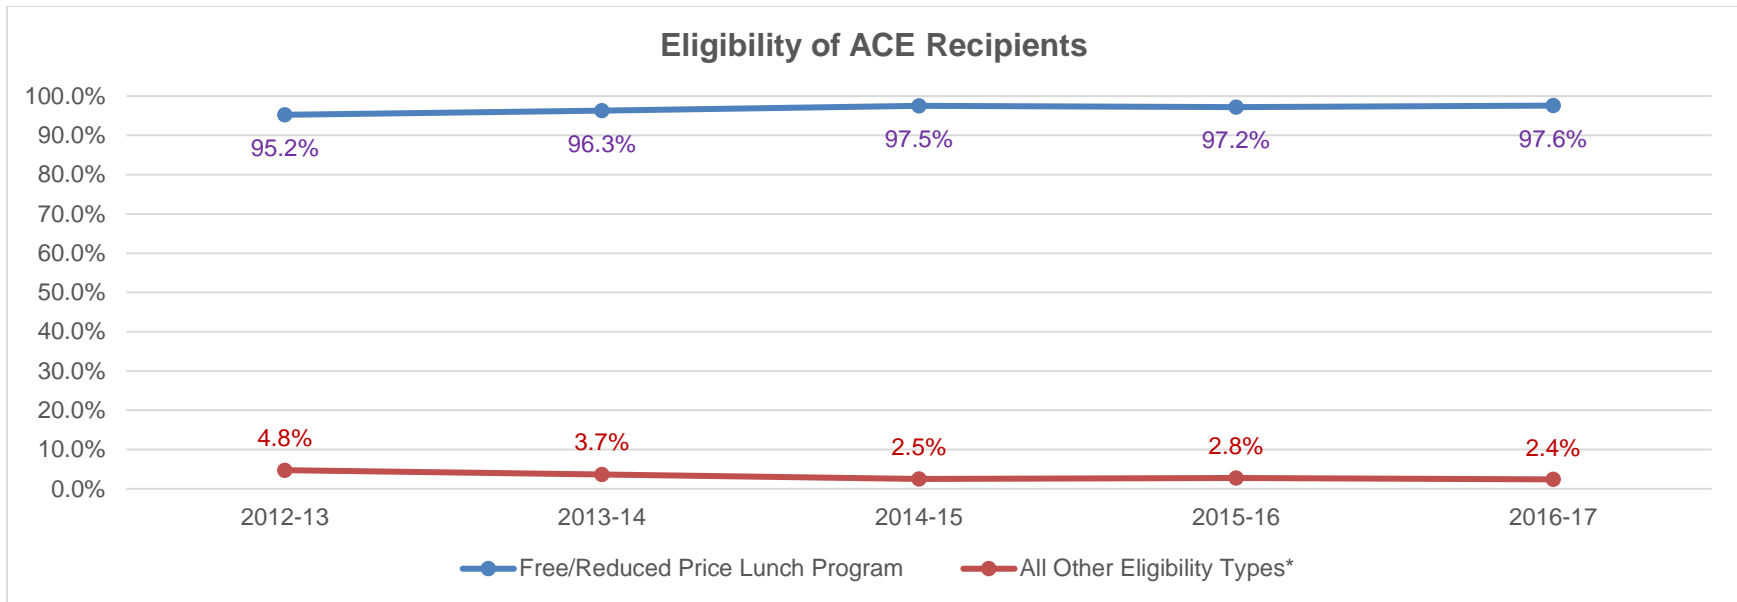 Eligibility of ACE Recipients
100.0%
90.0%
80.0%
70.0%
60.0%
50.0%
40.0%
30.0%
20.0%
10.0%
0.0%
95.2% 96.3% 97.5% 97.2% 97.6%
4.8% 3.7% 2.5% 2.8% 2.4%
2012-13 2013-14 2014-15 2015-16 2016-17
Free/Reduced Price Lunch Program All Other Eligibility Types*